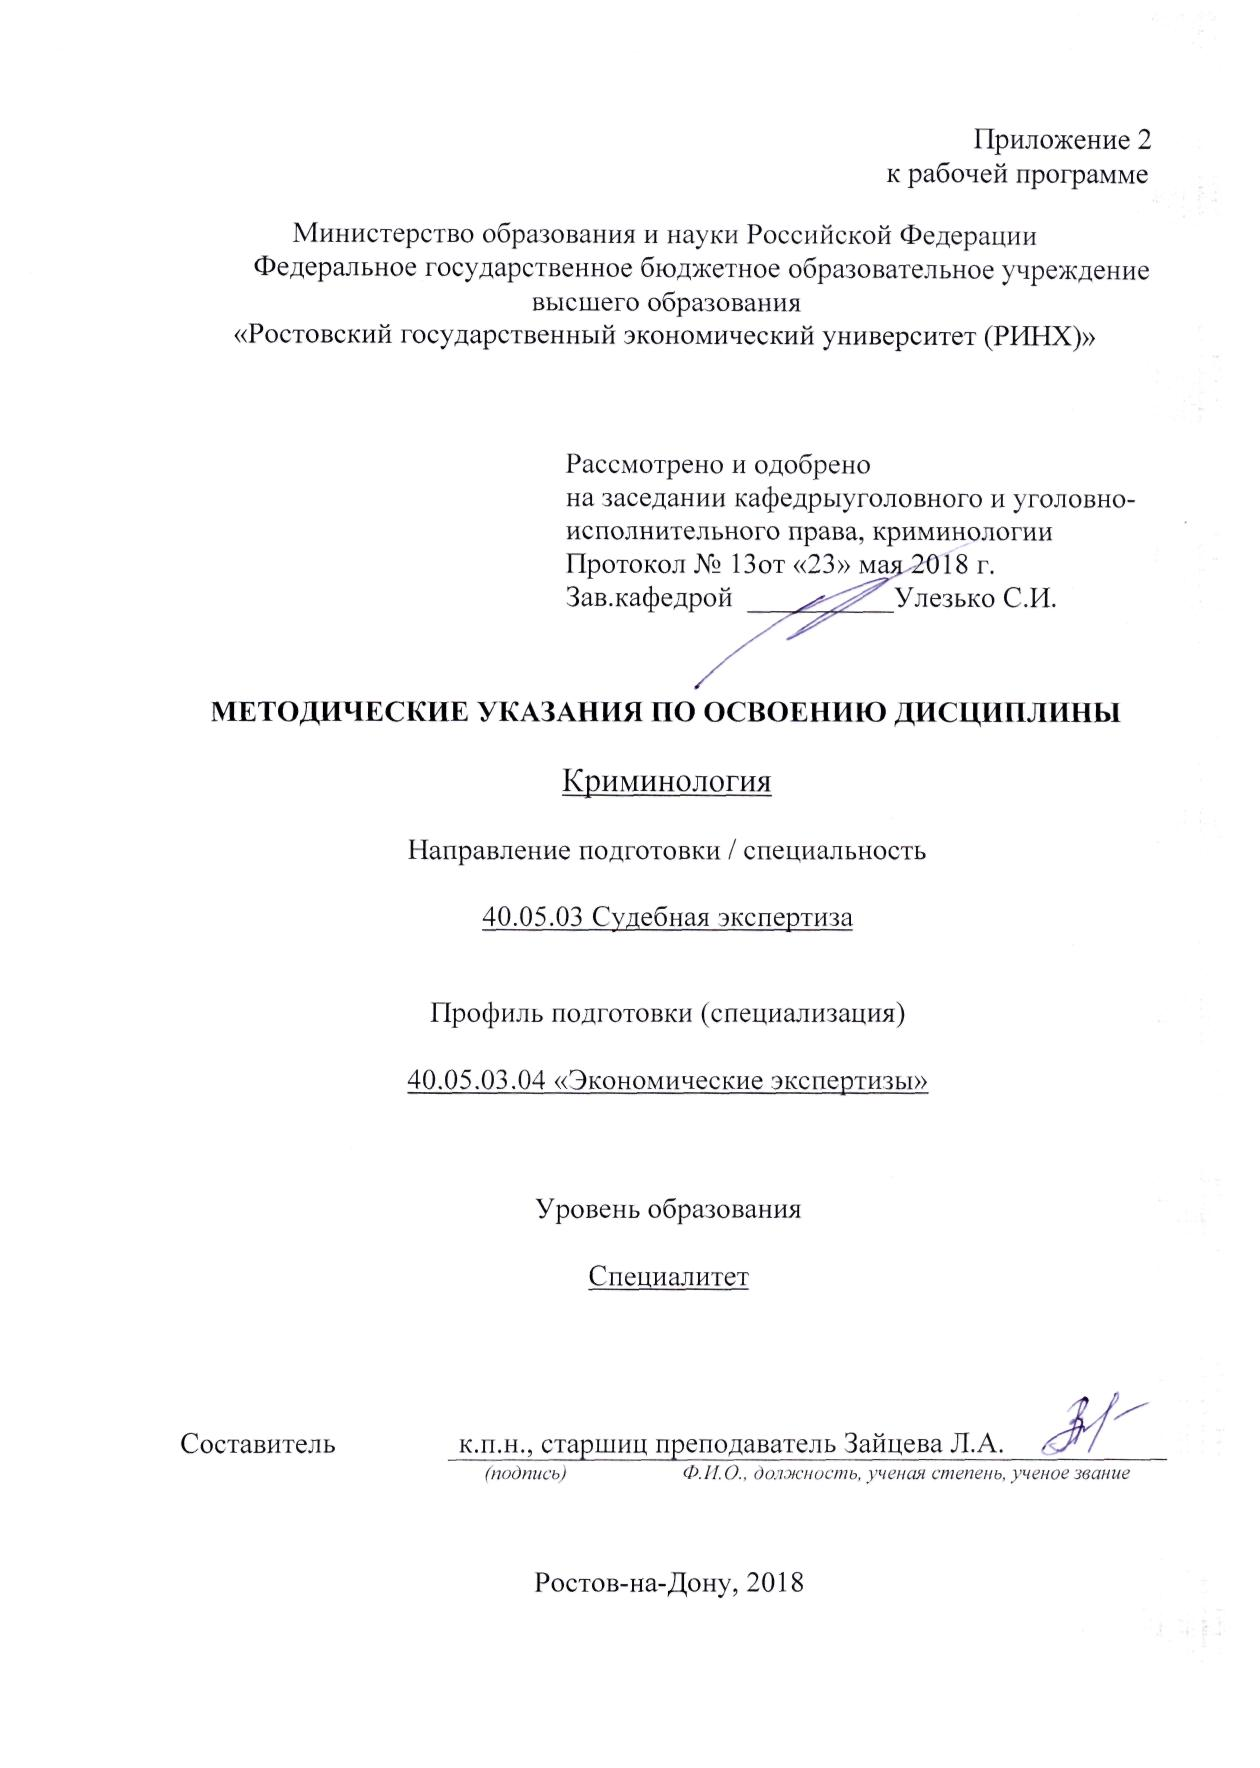 Приложение 2
к рабочей программе
Министерство образования и науки Российской Федерации
Федеральное государственное бюджетное образовательное учреждение
высшего образования
«Ростовский государственный экономический университет (РИНХ)»
Рассмотрено и одобрено
на заседании кафедрыуголовного и уголовно-
исполнительного права, криминологии
Протокол № 13от «23» мая 2018 г.
Зав.кафедрой __________Улезько С.И.
МЕТОДИЧЕСКИЕ УКАЗАНИЯ ПО ОСВОЕНИЮ ДИСЦИПЛИНЫ
Криминология
Направление подготовки / специальность
40.05.03 Судебная экспертиза
Профиль подготовки (специализация)
40.05.03.04 «Экономические экспертизы»
Уровень образования
Специалитет
Составитель к.п.н., старшиц преподаватель Зайцева Л.А.
(подпись) Ф.И.О., должность, ученая степень, ученое звание
Ростов-на-Дону, 2018